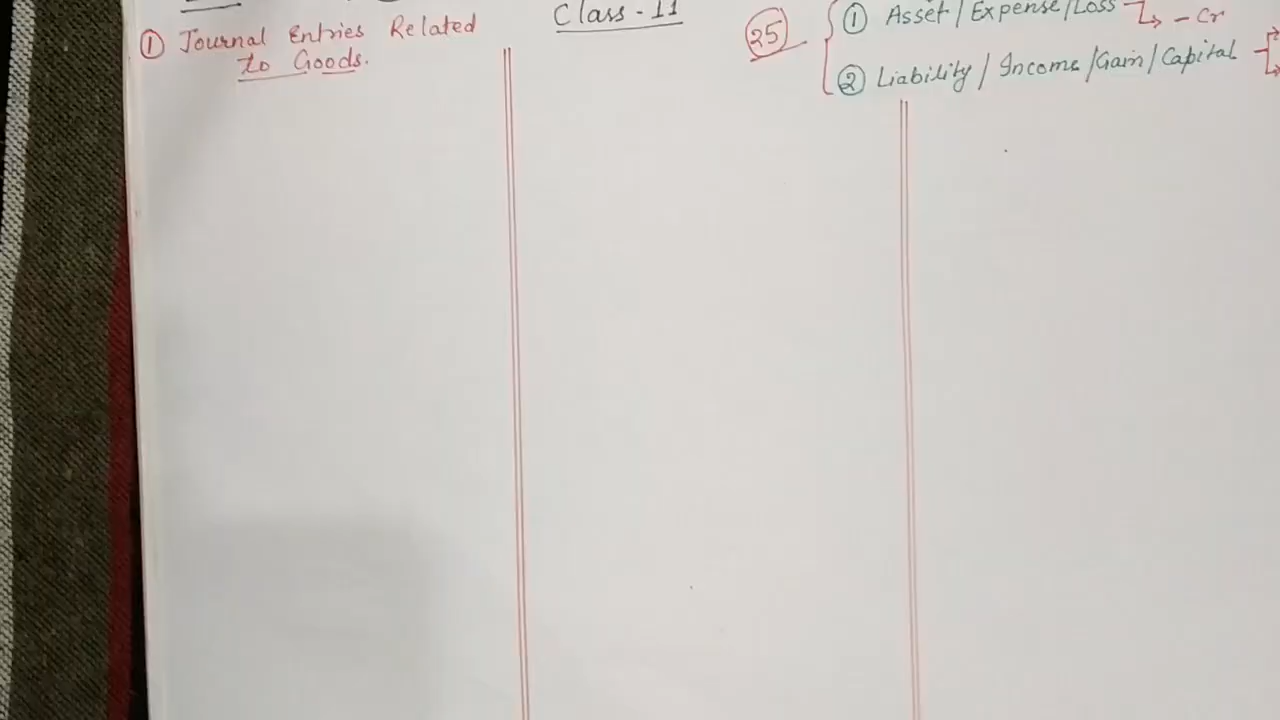 Class - 11
① Journal Entries Related
to Goods.
25
① Asset / Expense / Loss - Cr
② Liability / Income / Gain / Capital